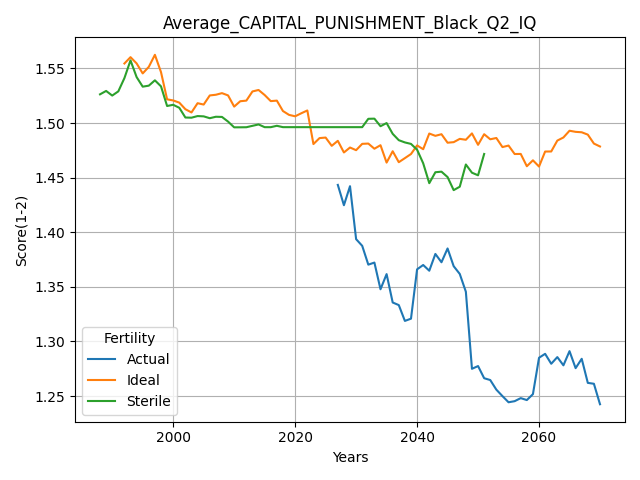 Average_CAPITAL_PUNISHMENT_Black_Q2_IQ
Score(1-2)
1.55
1.50
1.45
1.40
1.35
1.30
1.25
Fertility
Actual
Ideal
Sterile
2000
2020
2040
2060
Years